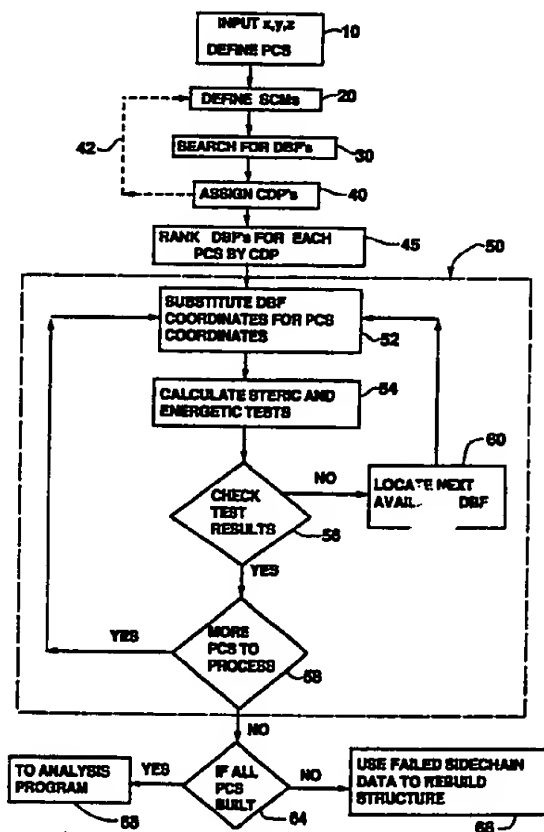 INPUT x,y,z
DEFINE PCS
10
DEFINE SCMs
20
42
SEARCH FOR DBF's
30
ASSIGN CDP's
40
RANK DBF's FOR EACH
PCS BY CDP
45
50
SUBSTITUTE DBF
COORDINATES FOR PCS
COORDINATES
52
CALCULATE STERIC AND
ENERGETIC TESTS
54
60
NO
LOCATE NEXT
DBF
CHECK
TEST
RESULTS
56
YES
YES
MORE
PCS TO
PROCESS
58
NO
TO ANALYSIS
PROGRAM
YES
IF ALL
PCS
BUILT
NO
USE FAILED SIDECHAIN
DATA TO REBUILD
STRUCTURE
64